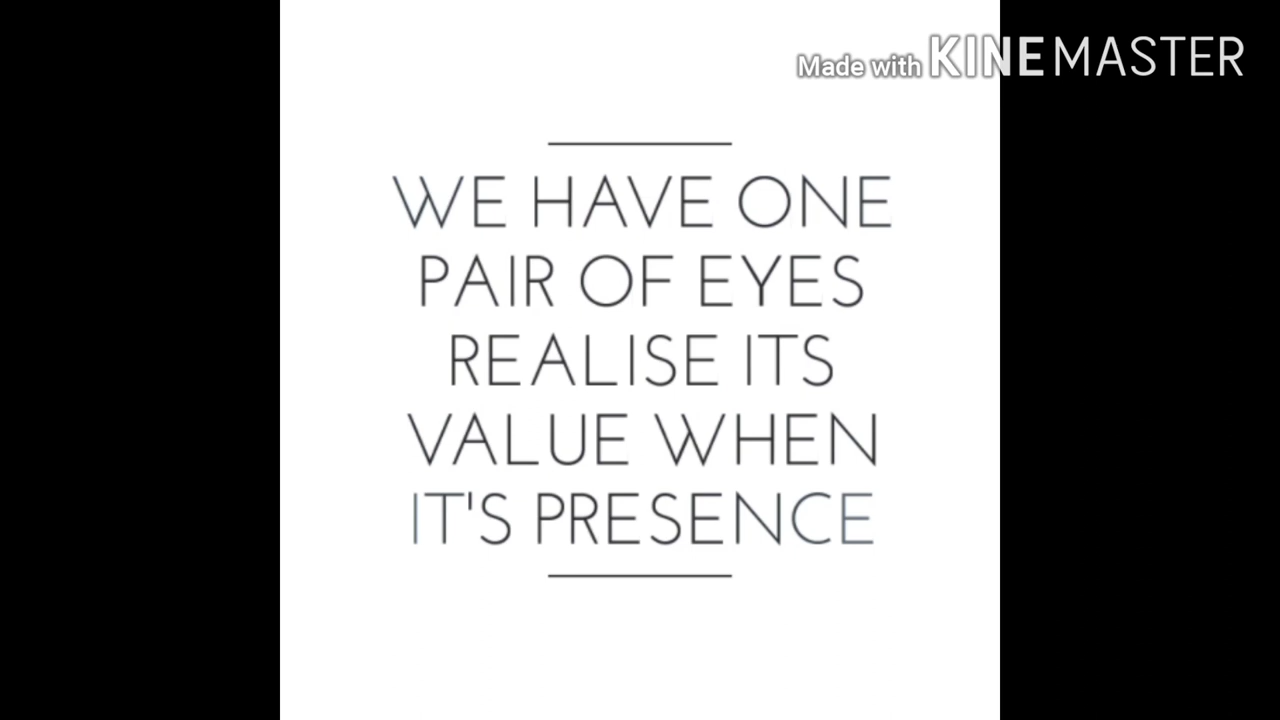 Made with KINEMASTER
WE HAVE ONE
PAIR OF EYES
REALISE ITS
VALUE WHEN
IT'S PRESENCE